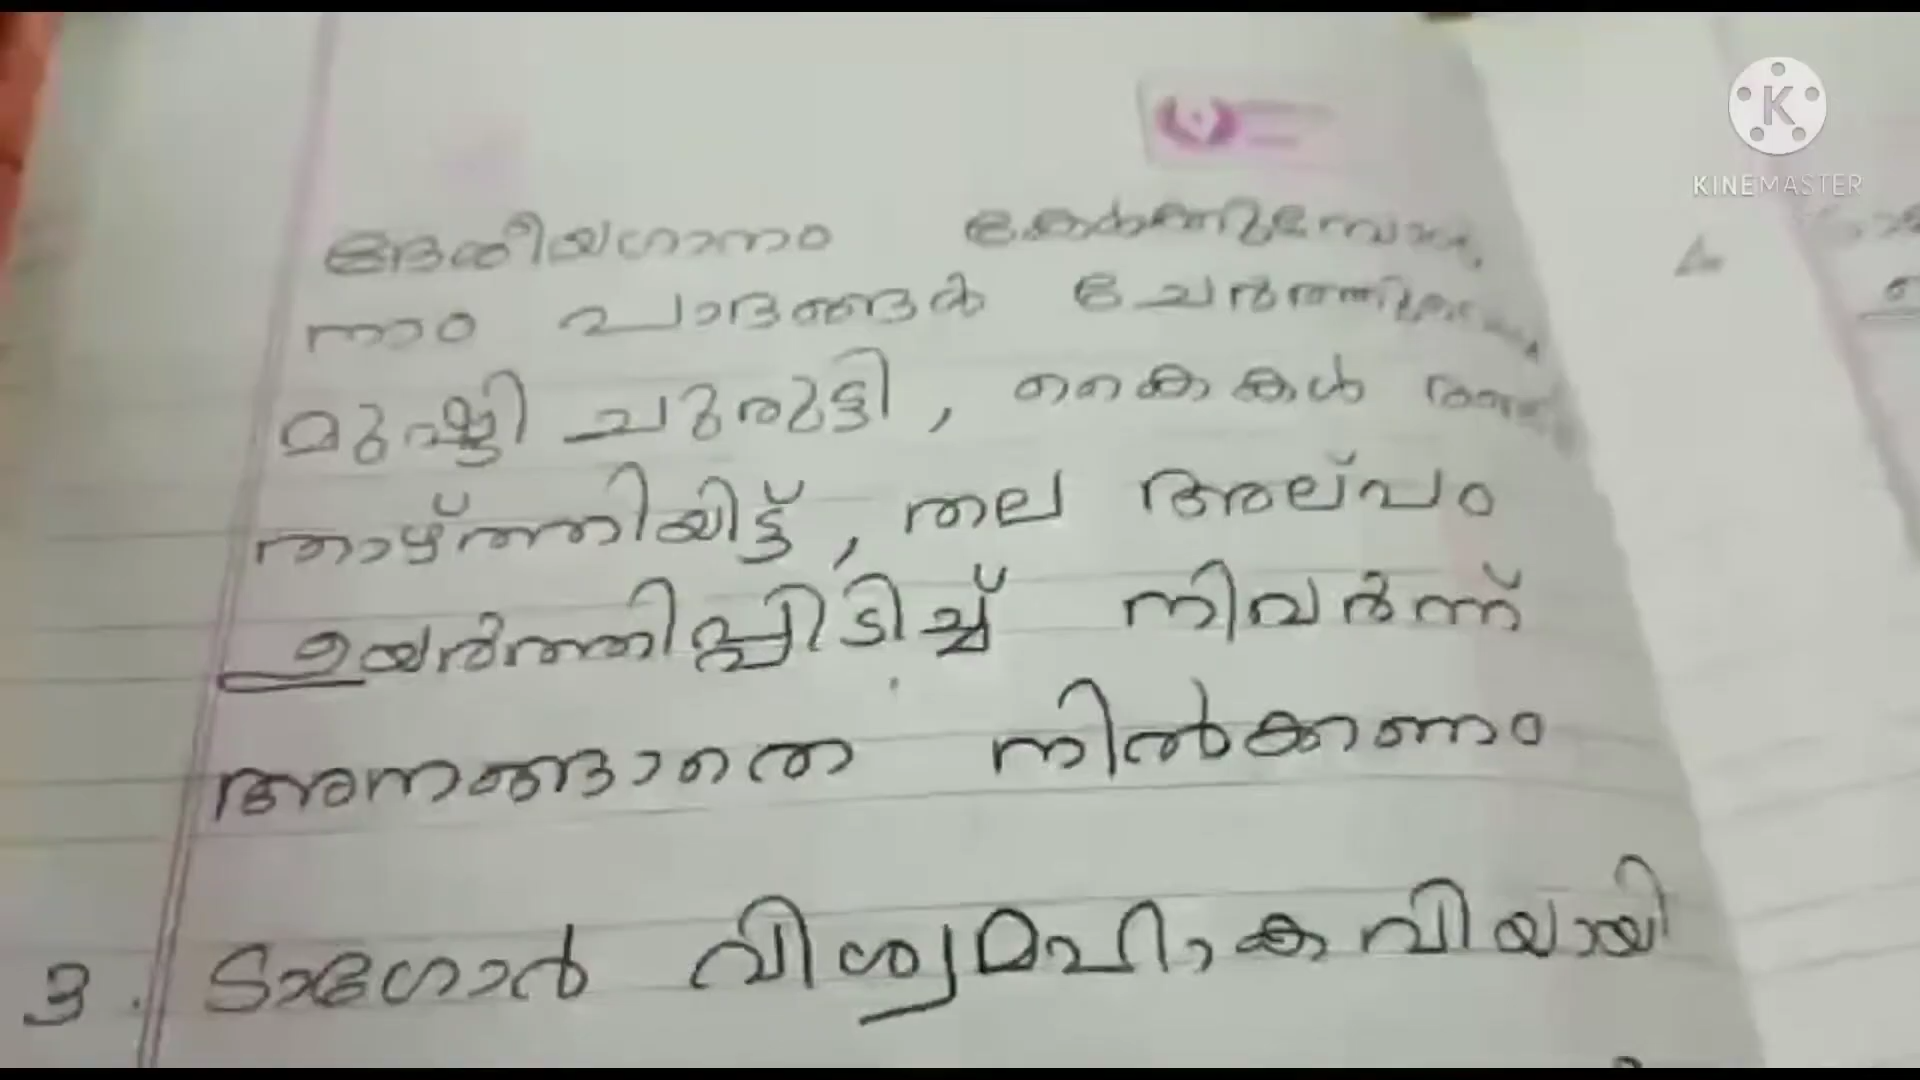 ദേശീയഗാനം കേൾക്കുമ്പോൾ
നാം പാദങ്ങൾ
മുഷ്ടി ചുരുട്ടി, കൈകൾ
താഴ്ത്തിയിട്ട്, തല അല്പം
ഉയർത്തിപ്പിടിച്ച് നിവർന്ന്
അനങ്ങാതെ നിൽക്കണം
3. ടാഗോർ വിശ്വമഹാകവിയായി
KINEMASTER